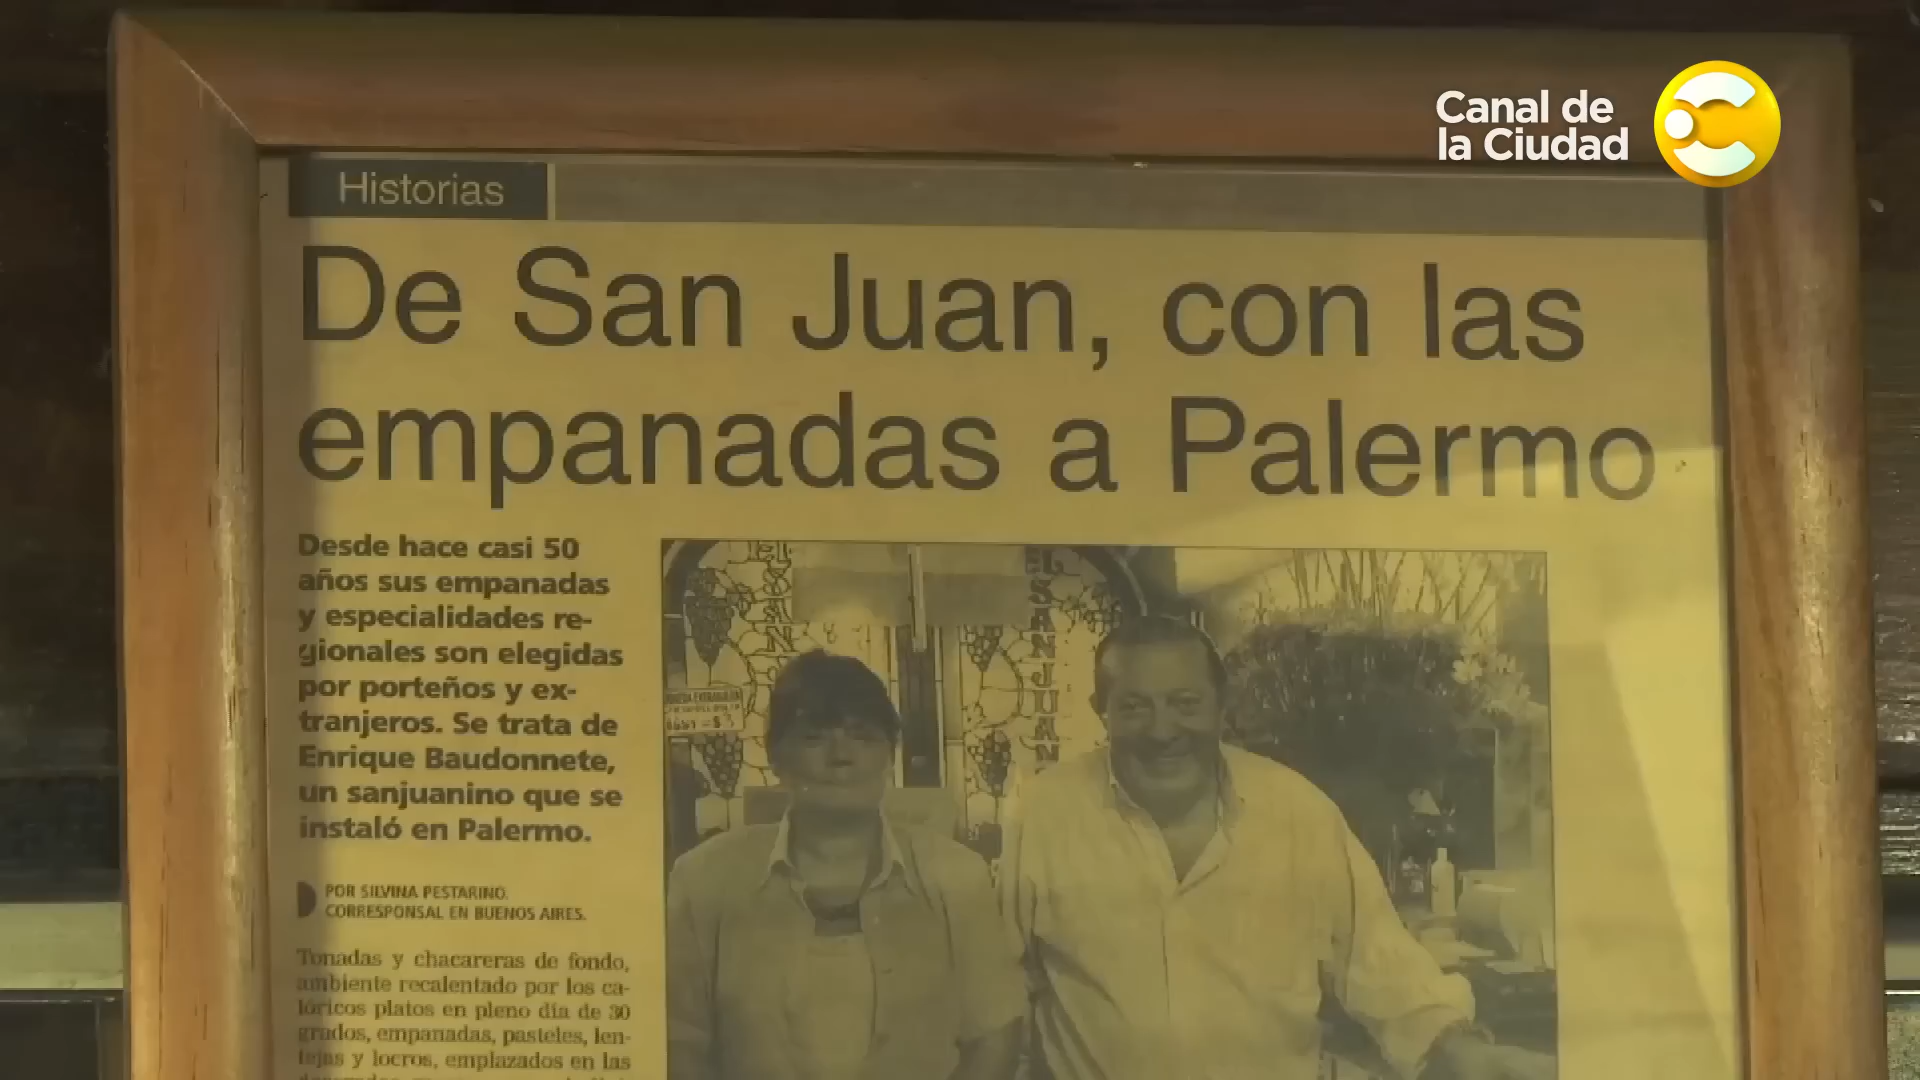 Canal de
la Ciudad
Historias
De San Juan, con las
empanadas a Palermo
Desde hace casi 50
años sus empanadas
y especialidades re-
gionales son elegidas
por porteños y ex-
tranjeros. Se trata de
Enrique Baudonnete,
un sanjuanino que se
instaló en Palermo.
POR SILVINA PESTARINO.
CORRESPONSAL EN BUENOS AIRES.
Tonadas y chacareras de fondo,
ambiente recalentado por los ca-
lóricos platos en pleno día de 30
grados, empanadas, pasteles, len-
tejas y locros, emplazados en las
EL SAN JUANI